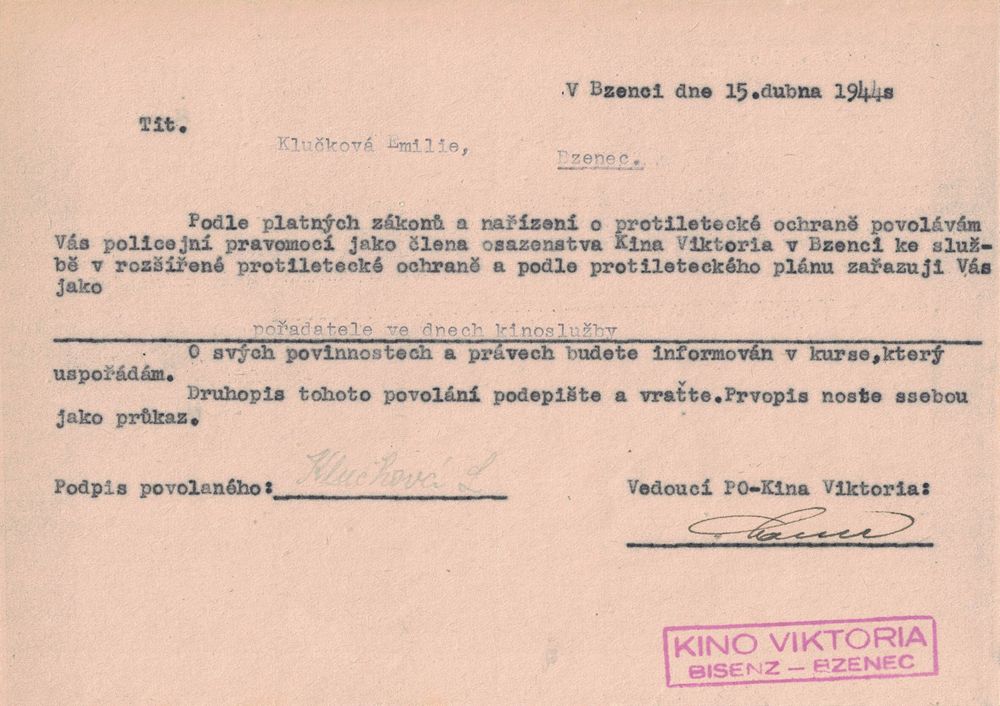 V Bzenci dne 15.dubna 1944s
Tit.
Klučková Emilie,
Bzenec.
Podle platných zákonů a nařízení o protiletecké ochraně povolávám
Vás policejní pravomocí jako člena osazenstva Kina Viktoria v Bzenci ke služ-
bě v rozšířené protiletecké ochraně a podle protileteckého plánu zařazuji Vás
jako
pořadatele ve dnech kinoslužby
O svých povinnostech a právech budete informován v kurse,který
uspořádám.
Druhopis tohoto povolání podepište a vraťte.Prvopis noste ssebou
jako průkaz.
Podpis povolaného:
Vedoucí PO-Kina Viktoria:
KINO VIKTORIA
BISENZ – BZENEC